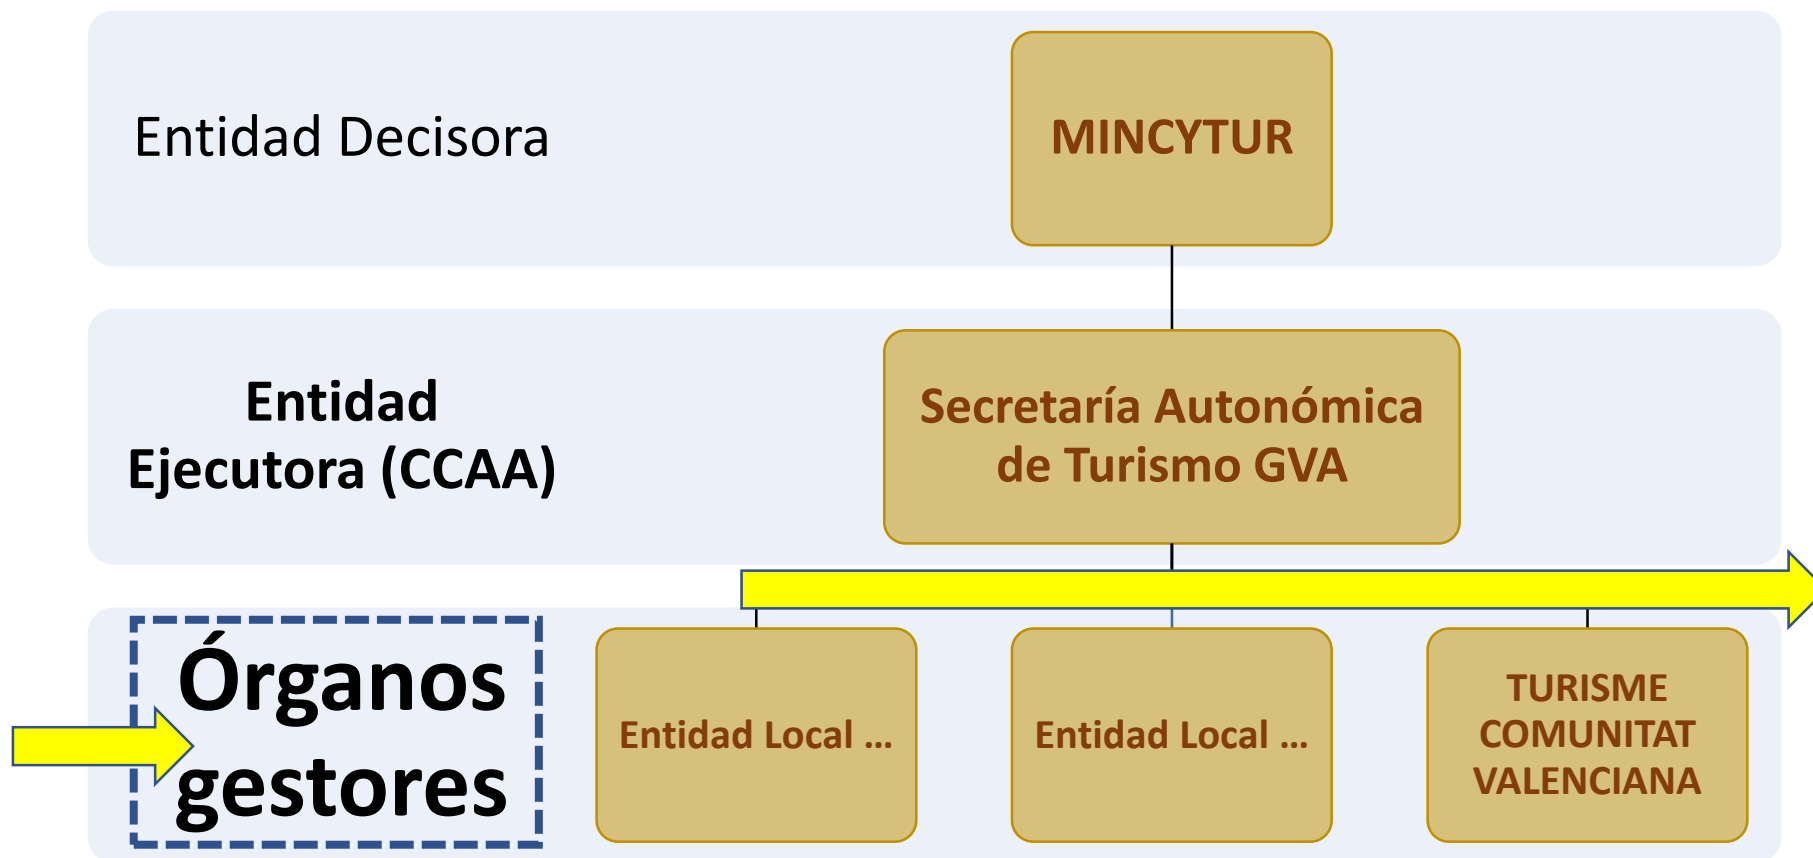 Entidad Decisora
MINCYTUR
Entidad
Ejecutora (CCAA)
Secretaría Autonómica
de Turismo GVA
Órganos
gestores
Entidad Local ...
Entidad Local ...
TURISME
COMUNITAT
VALENCIANA